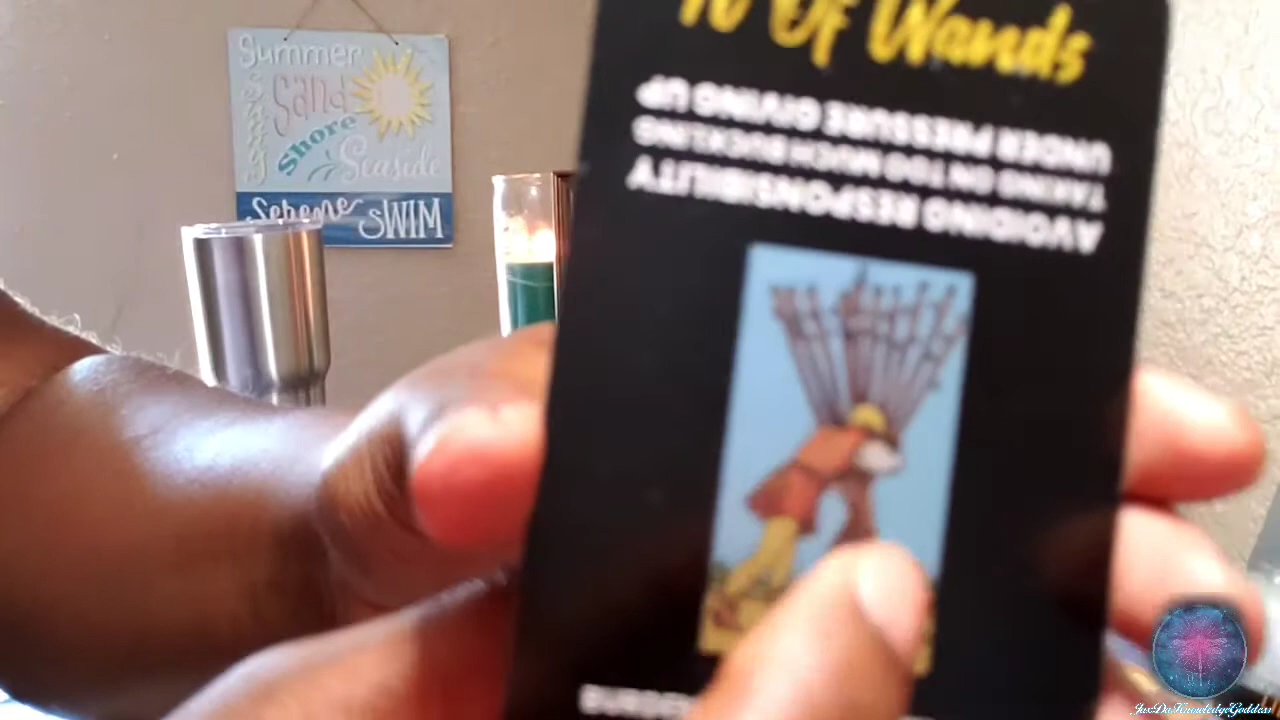 Summer
Sand
Shore
Seaside
Serene SWIM
10 Of Wands
AVOIDING RESPONSIBILITY
TAKING ON TOO MUCH BUCKLING
UNDER PRESSURE GIVING UP
JusDaKnowledgeGoddess